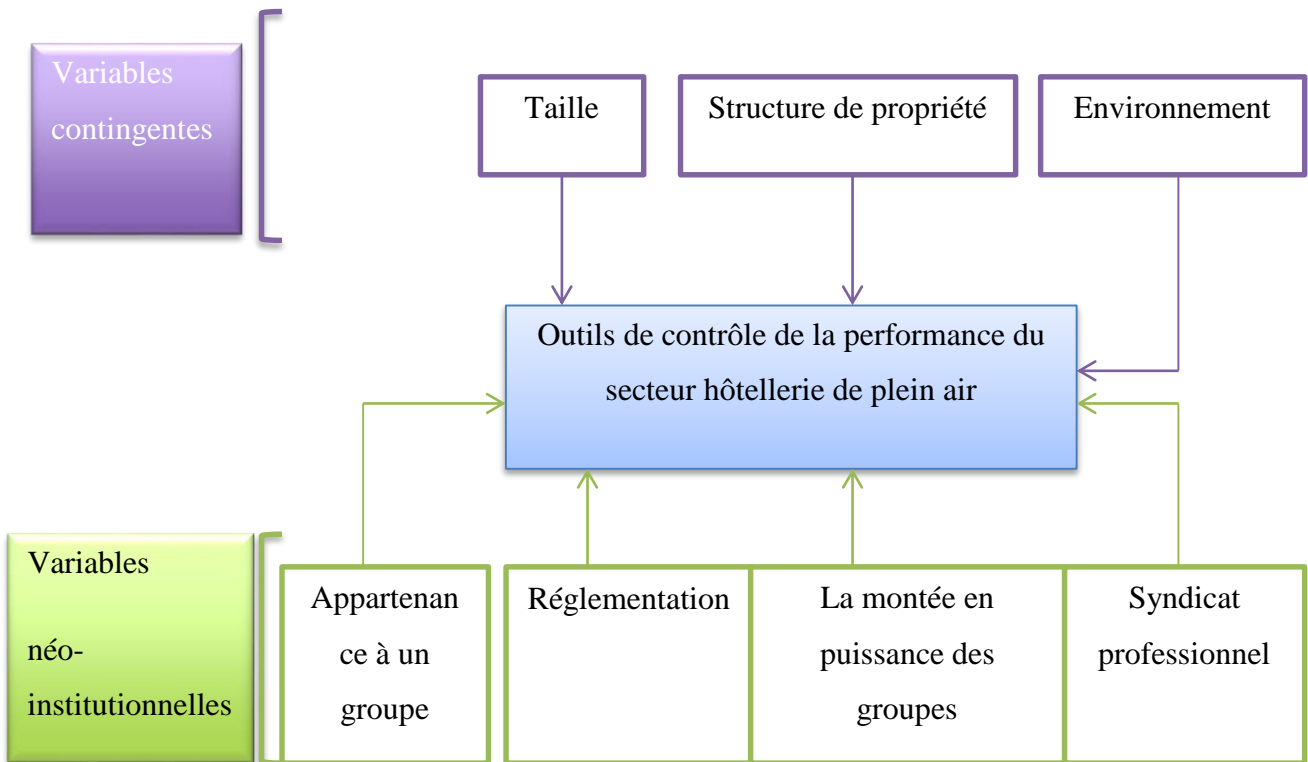 Variables
contingentes
Taille
Structure de propriété
Environnement
Outils de contrôle de la performance du
secteur hôtellerie de plein air
Variables
néo-
institutionnelles
Appartenan
ce à un
groupe
Réglementation
La montée en
puissance des
groupes
Syndicat
professionnel